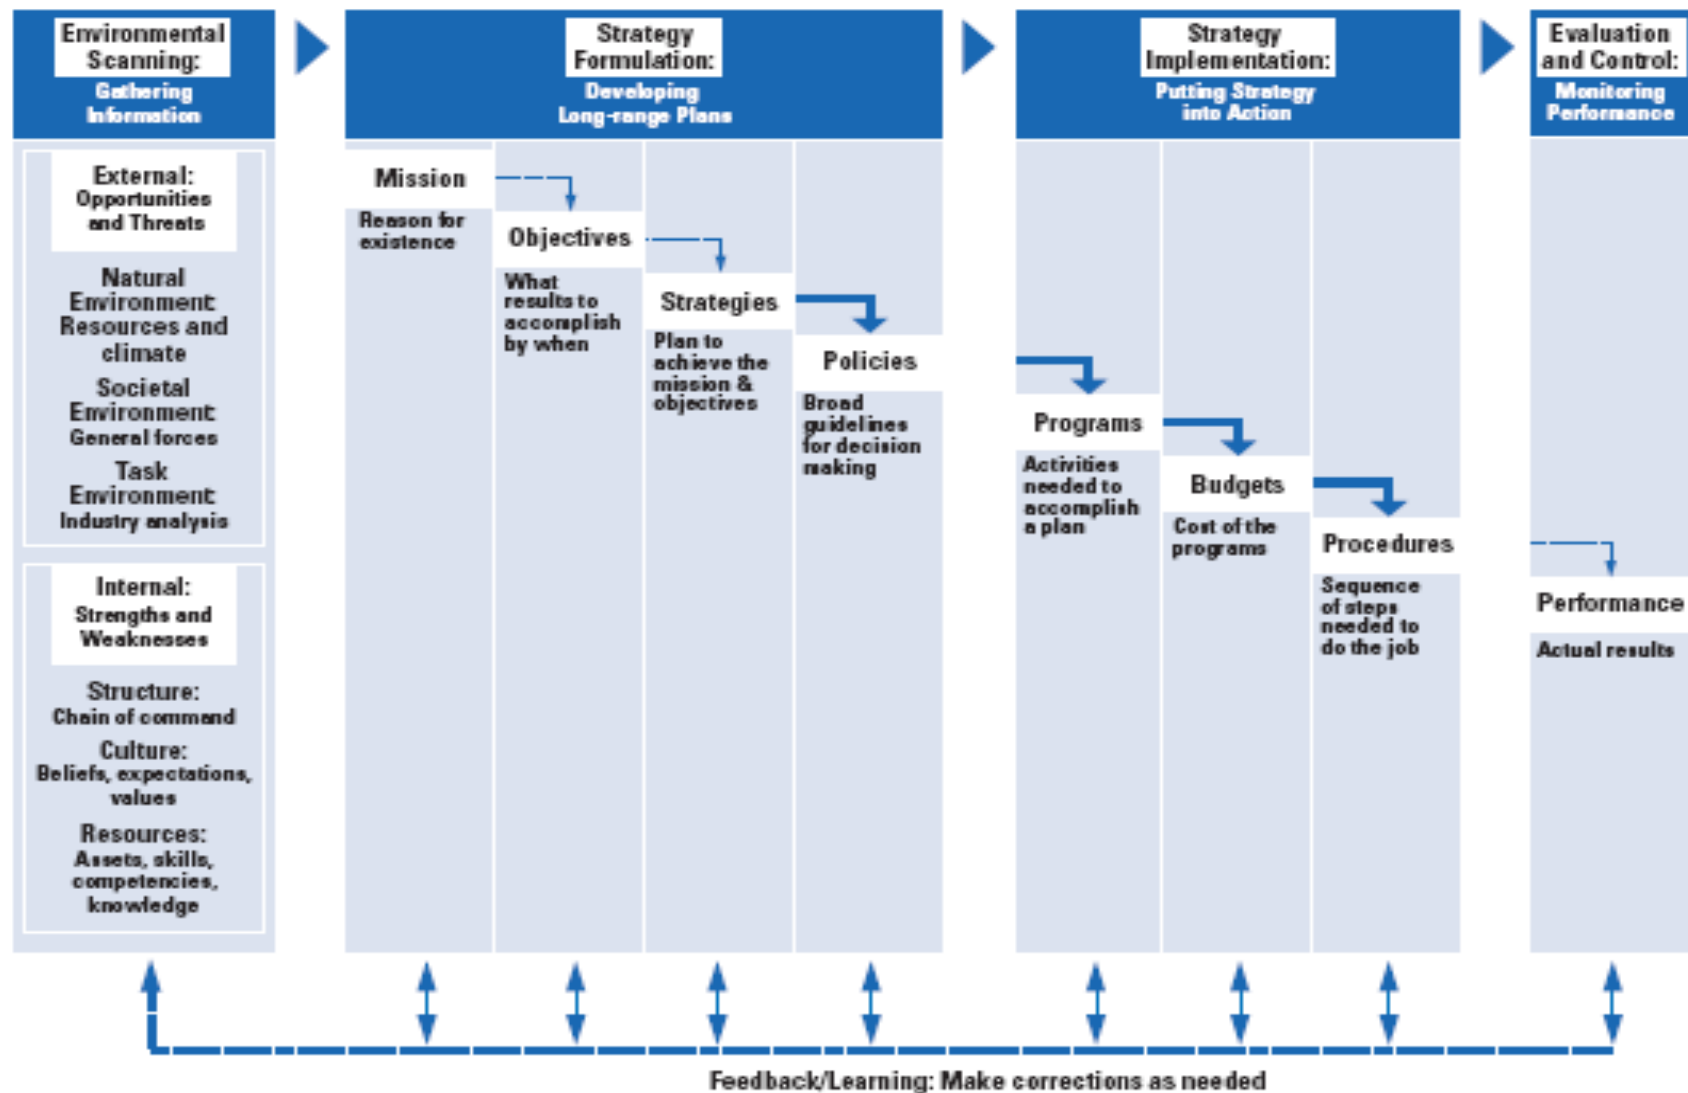 Environmental
Scanning:
Gathering
Information
External:
Opportunities
and Threats
Natural
Environment:
Resources and
climate
Societal
Environment:
General forces
Task
Environment:
Industry analysis
Internal:
Strengths and
Weaknesses
Structure:
Chain of command
Culture:
Beliefs, expectations,
values
Resources:
Assets, skills,
competencies,
knowledge
Strategy
Formulation:
Developing
Long-range Plans
Mission
Reason for
existence
Objectives
What
results to
accomplish
by when
Strategies
Plan to
achieve the
mission &
objectives
Policies
Broad
guidelines
for decision
making
Strategy
Implementation:
Putting Strategy
into Action
Programs
Activities
needed to
accomplish
a plan
Budgets
Cost of the
programs
Procedures
Sequence
of steps
needed to
do the job
Evaluation
and Control:
Monitoring
Performance
Performance
Actual results
Feedback/Learning: Make corrections as needed